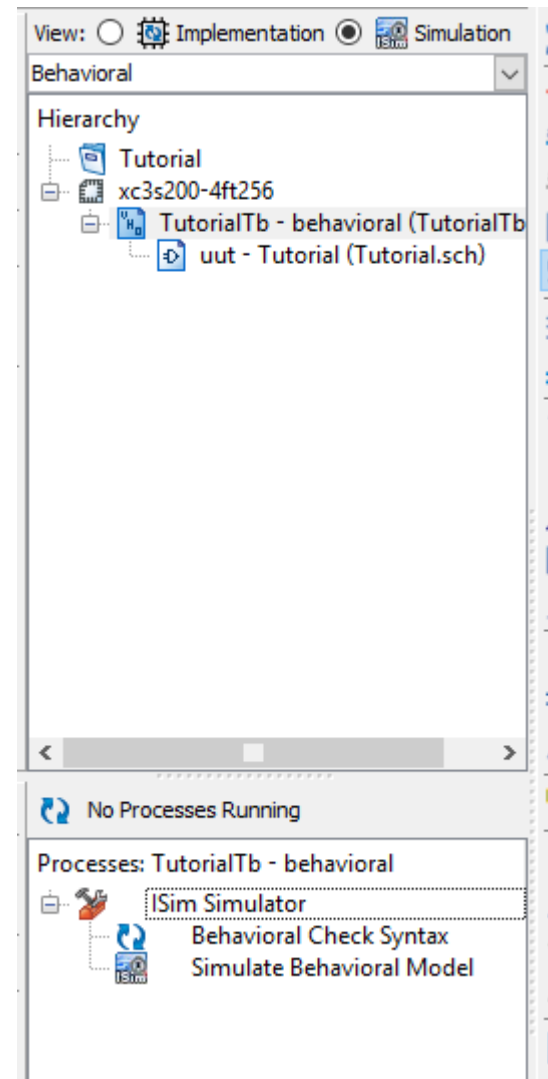 View: Implementation Simulation
Behavioral
Hierarchy
Tutorial
xc3s200-4ft256
TutorialTb - behavioral (TutorialTb
uut - Tutorial (Tutorial.sch)
No Processes Running
Processes: TutorialTb - behavioral
ISim Simulator
Behavioral Check Syntax
Simulate Behavioral Model